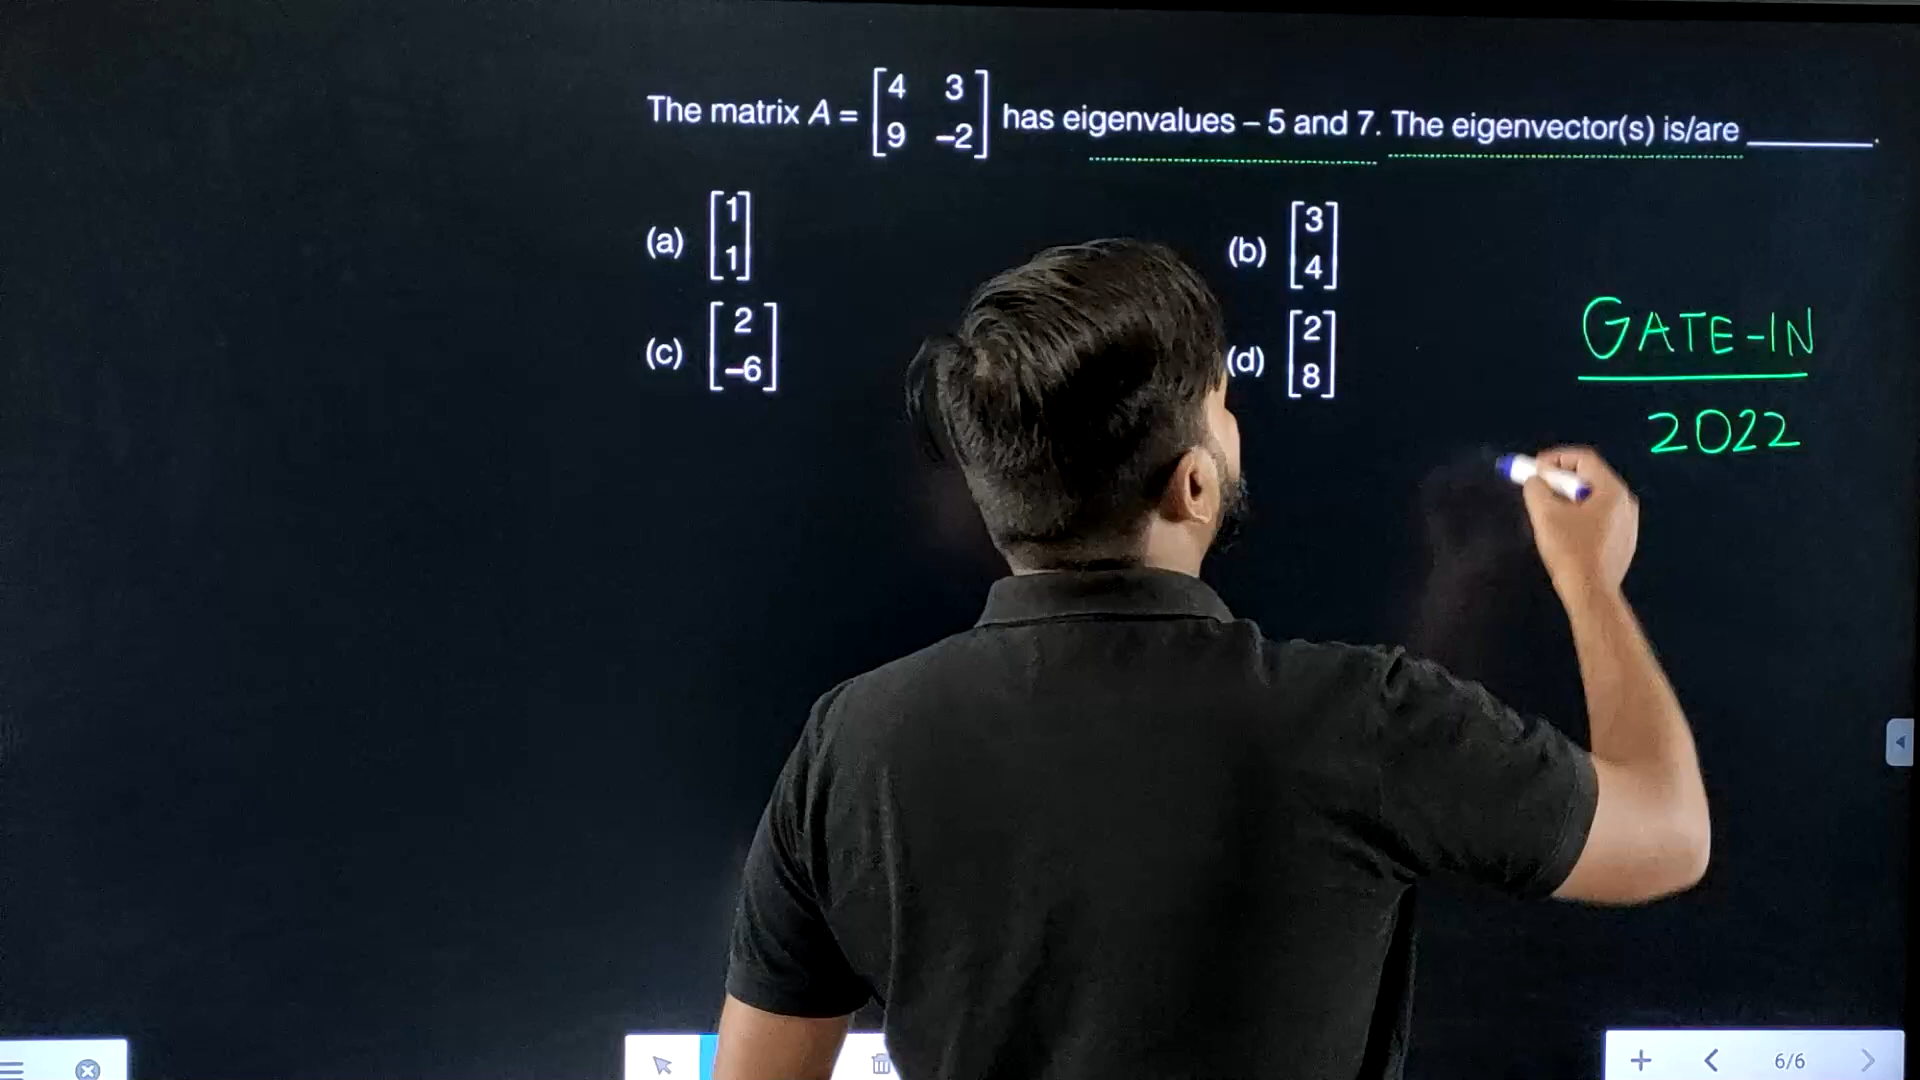 The matrix A = [4 3; 9 –2] has eigenvalues – 5 and 7. The eigenvector(s) is/are ________.
(a) [1; 1] (b) [3; 4]
(c) [2; –6] (d) [2; 8]
GATE-IN
2022
6/6